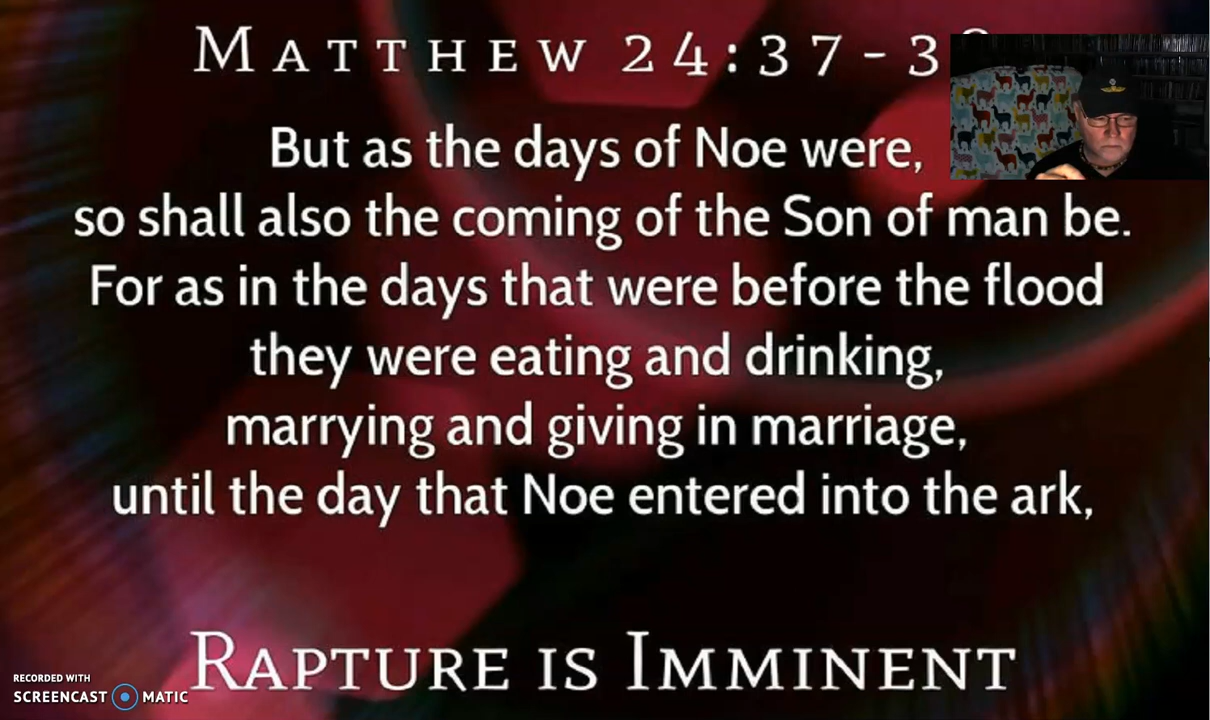 MATTHEW 24:37-3
But as the days of Noe were,
so shall also the coming of the Son of man be.
For as in the days that were before the flood
they were eating and drinking,
marrying and giving in marriage,
until the day that Noe entered into the ark,
RAPTURE IS IMMINENT
RECORDED WITH
SCREENCAST MATIC